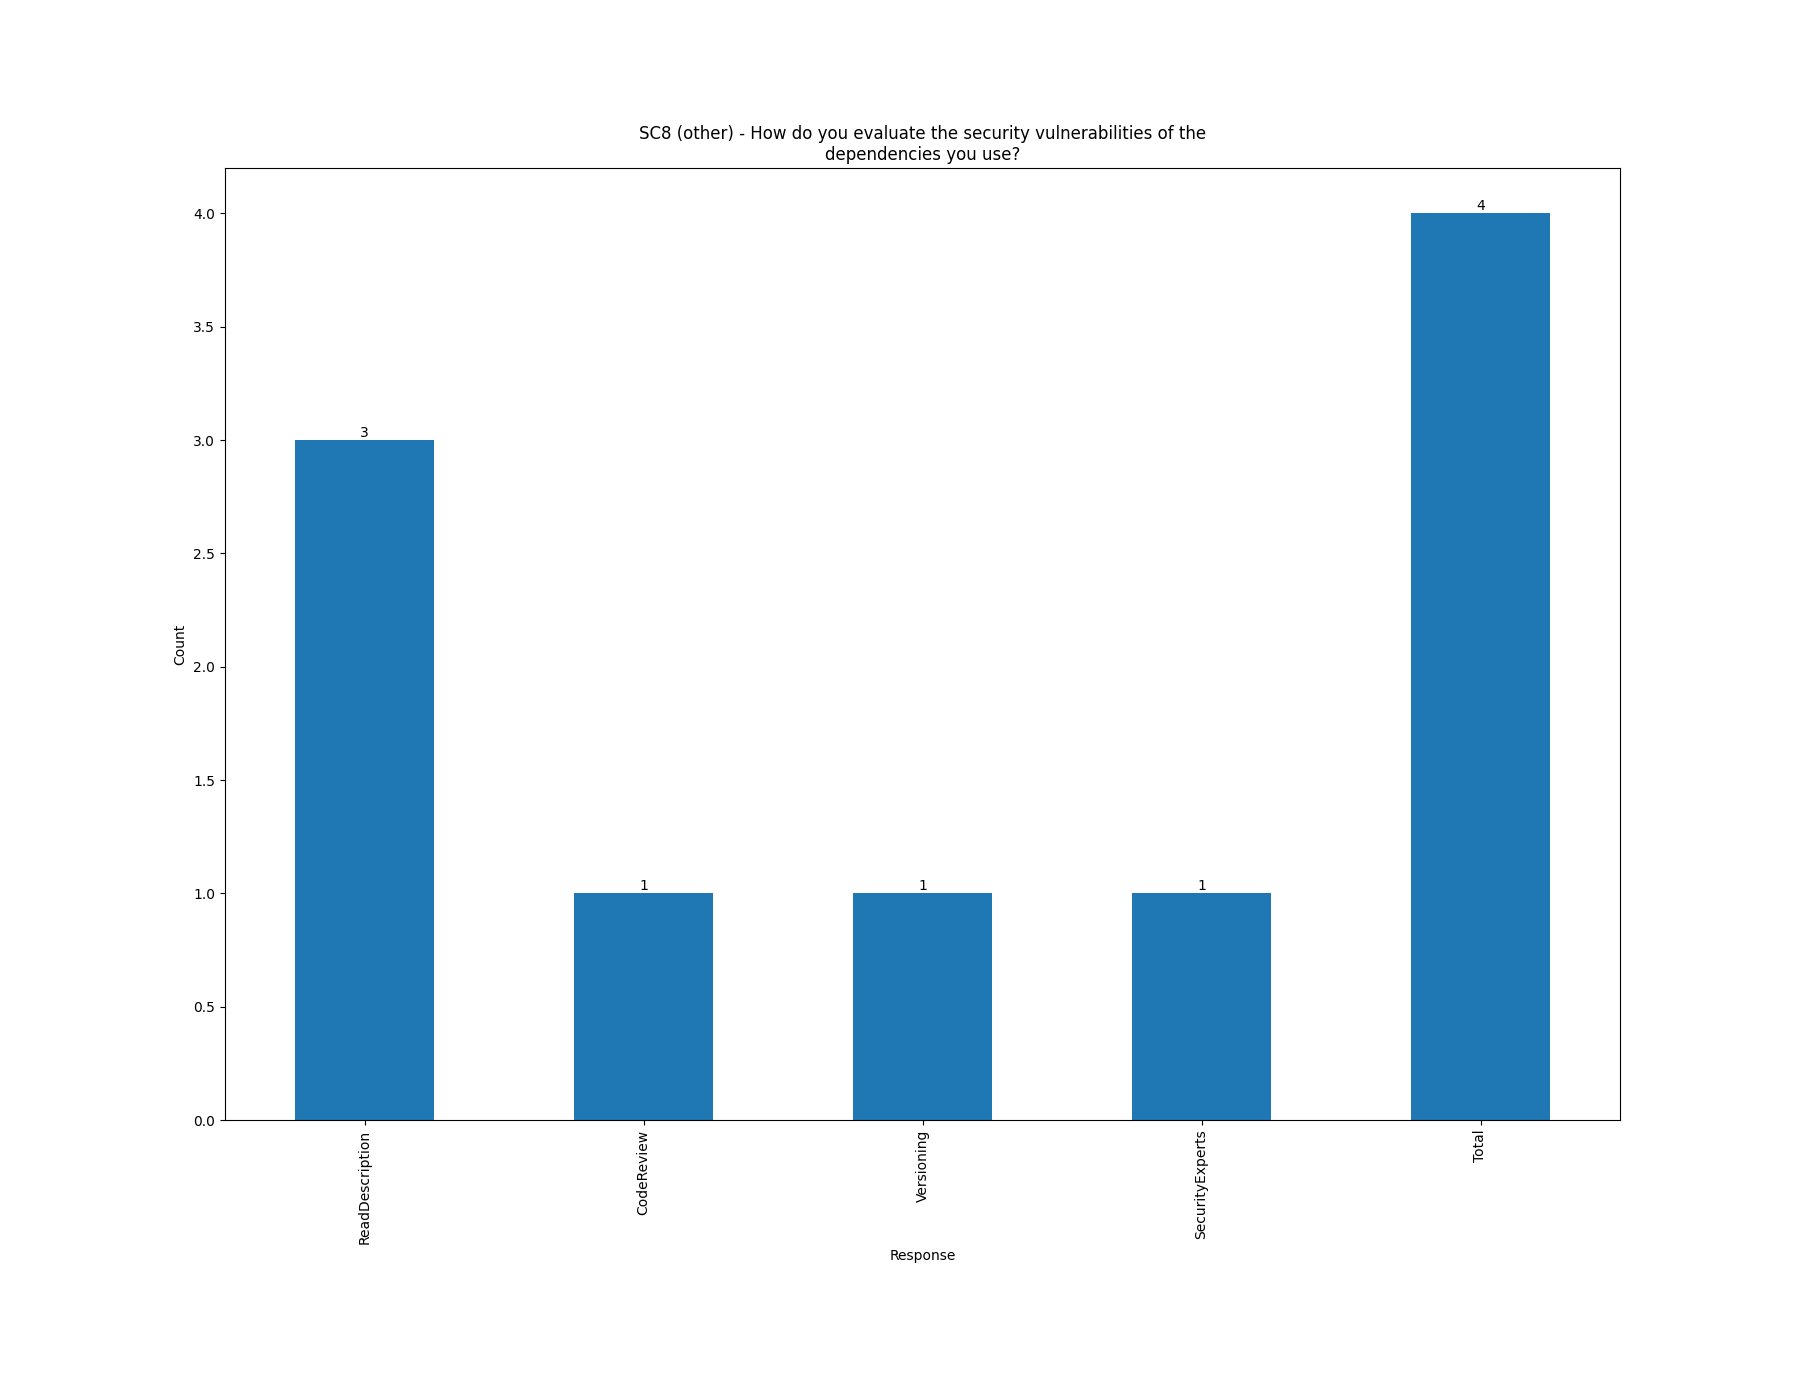 SC8 (other) - How do you evaluate the security vulnerabilities of the
dependencies you use?
4.0
3.5
3.0
2.5
2.0
1.5
1.0
0.5
0.0
Count
3
1
1
1
4
ReadDescription
CodeReview
Versioning
SecurityExperts
Total
Response